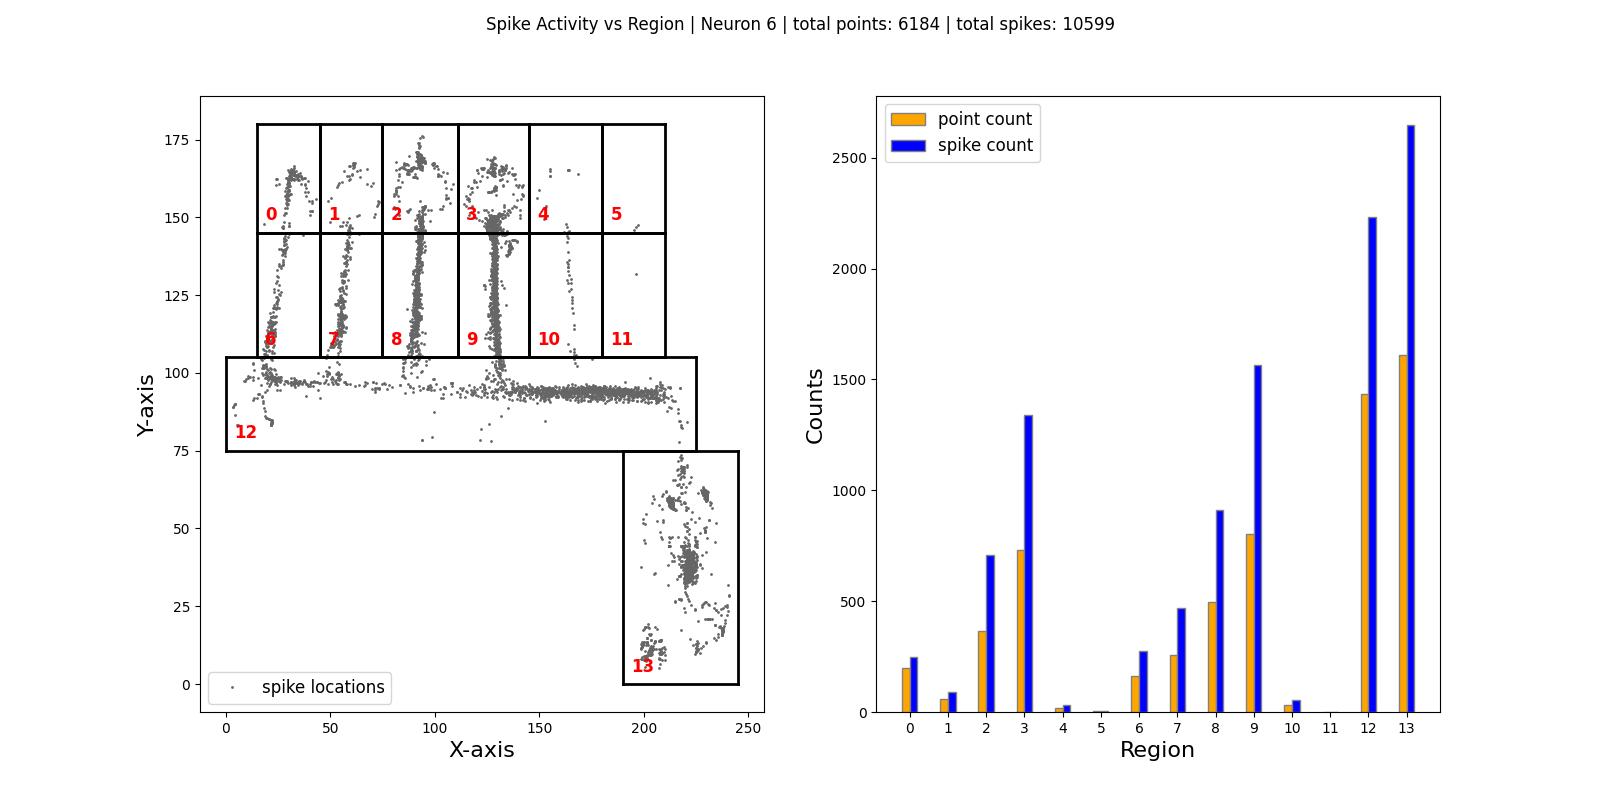 Spike Activity vs Region | Neuron 6 | total points: 6184 | total spikes: 10599
Y-axis
175
150
125
100
75
50
25
0
0 1 2 3 4 5
6 7 8 9 10 11
12
13
spike locations
0 50 100 150 200 250
X-axis
Counts
2500
2000
1500
1000
500
0
point count
spike count
0 1 2 3 4 5 6 7 8 9 10 11 12 13
Region